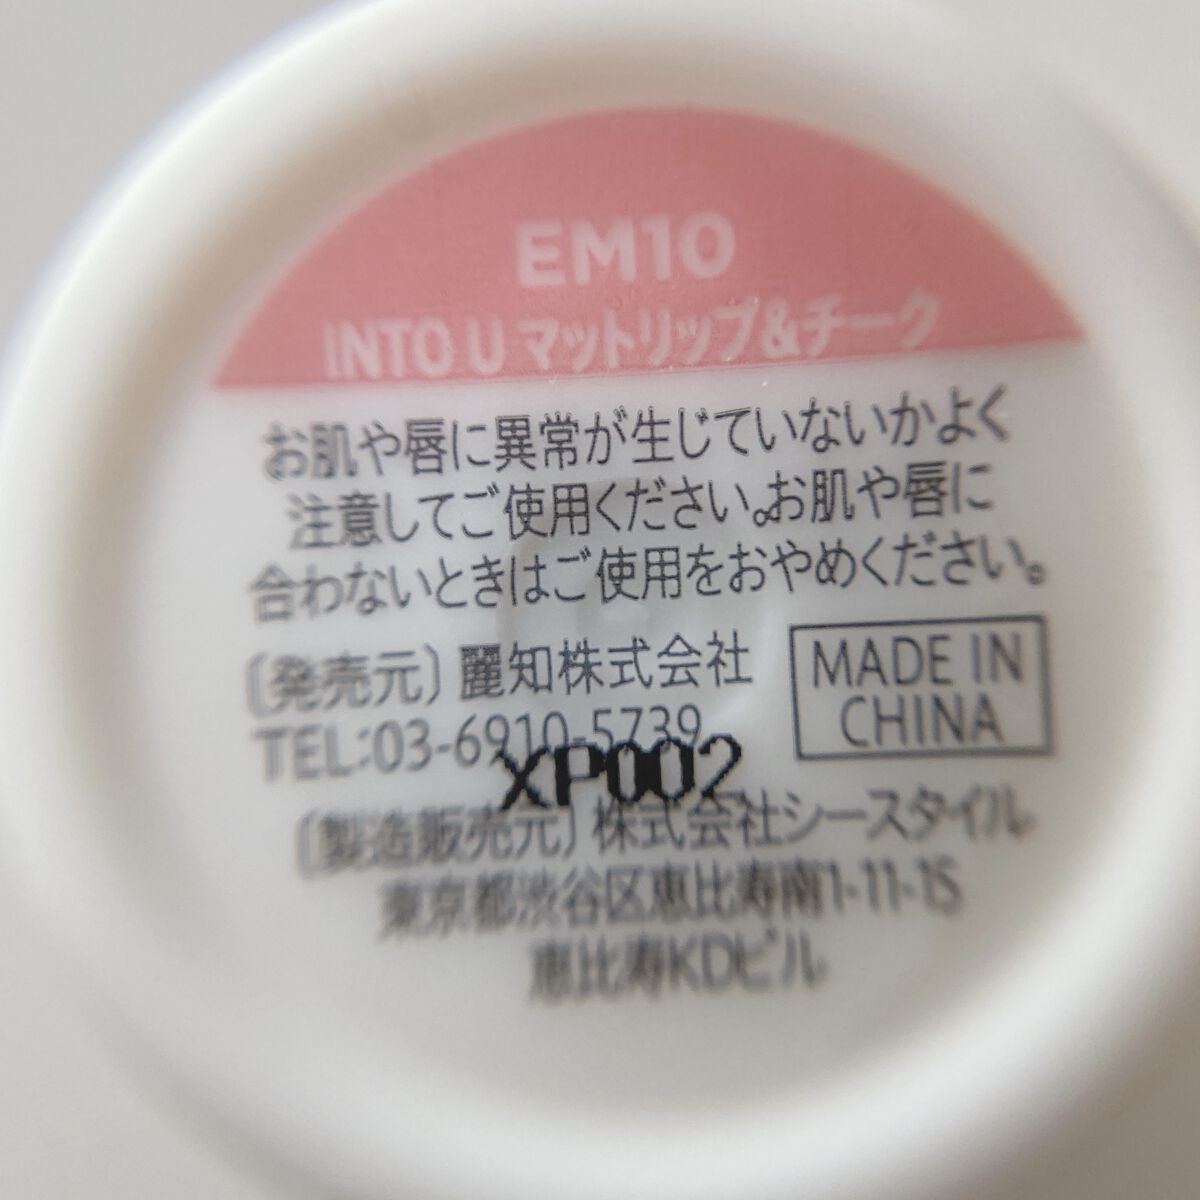 EM10
INTO U マットリップ&チーク
お肌や唇に異常が生じていないかよく
注意してご使用ください。お肌や唇に
合わないときはご使用をおやめください。
〔発売元〕麗知株式会社
TEL:03-6910-5739
MADE IN
CHINA
XP002
〔製造販売元〕株式会社シースタイル
東京都渋谷区恵比寿南1-11-15
恵比寿KDビル